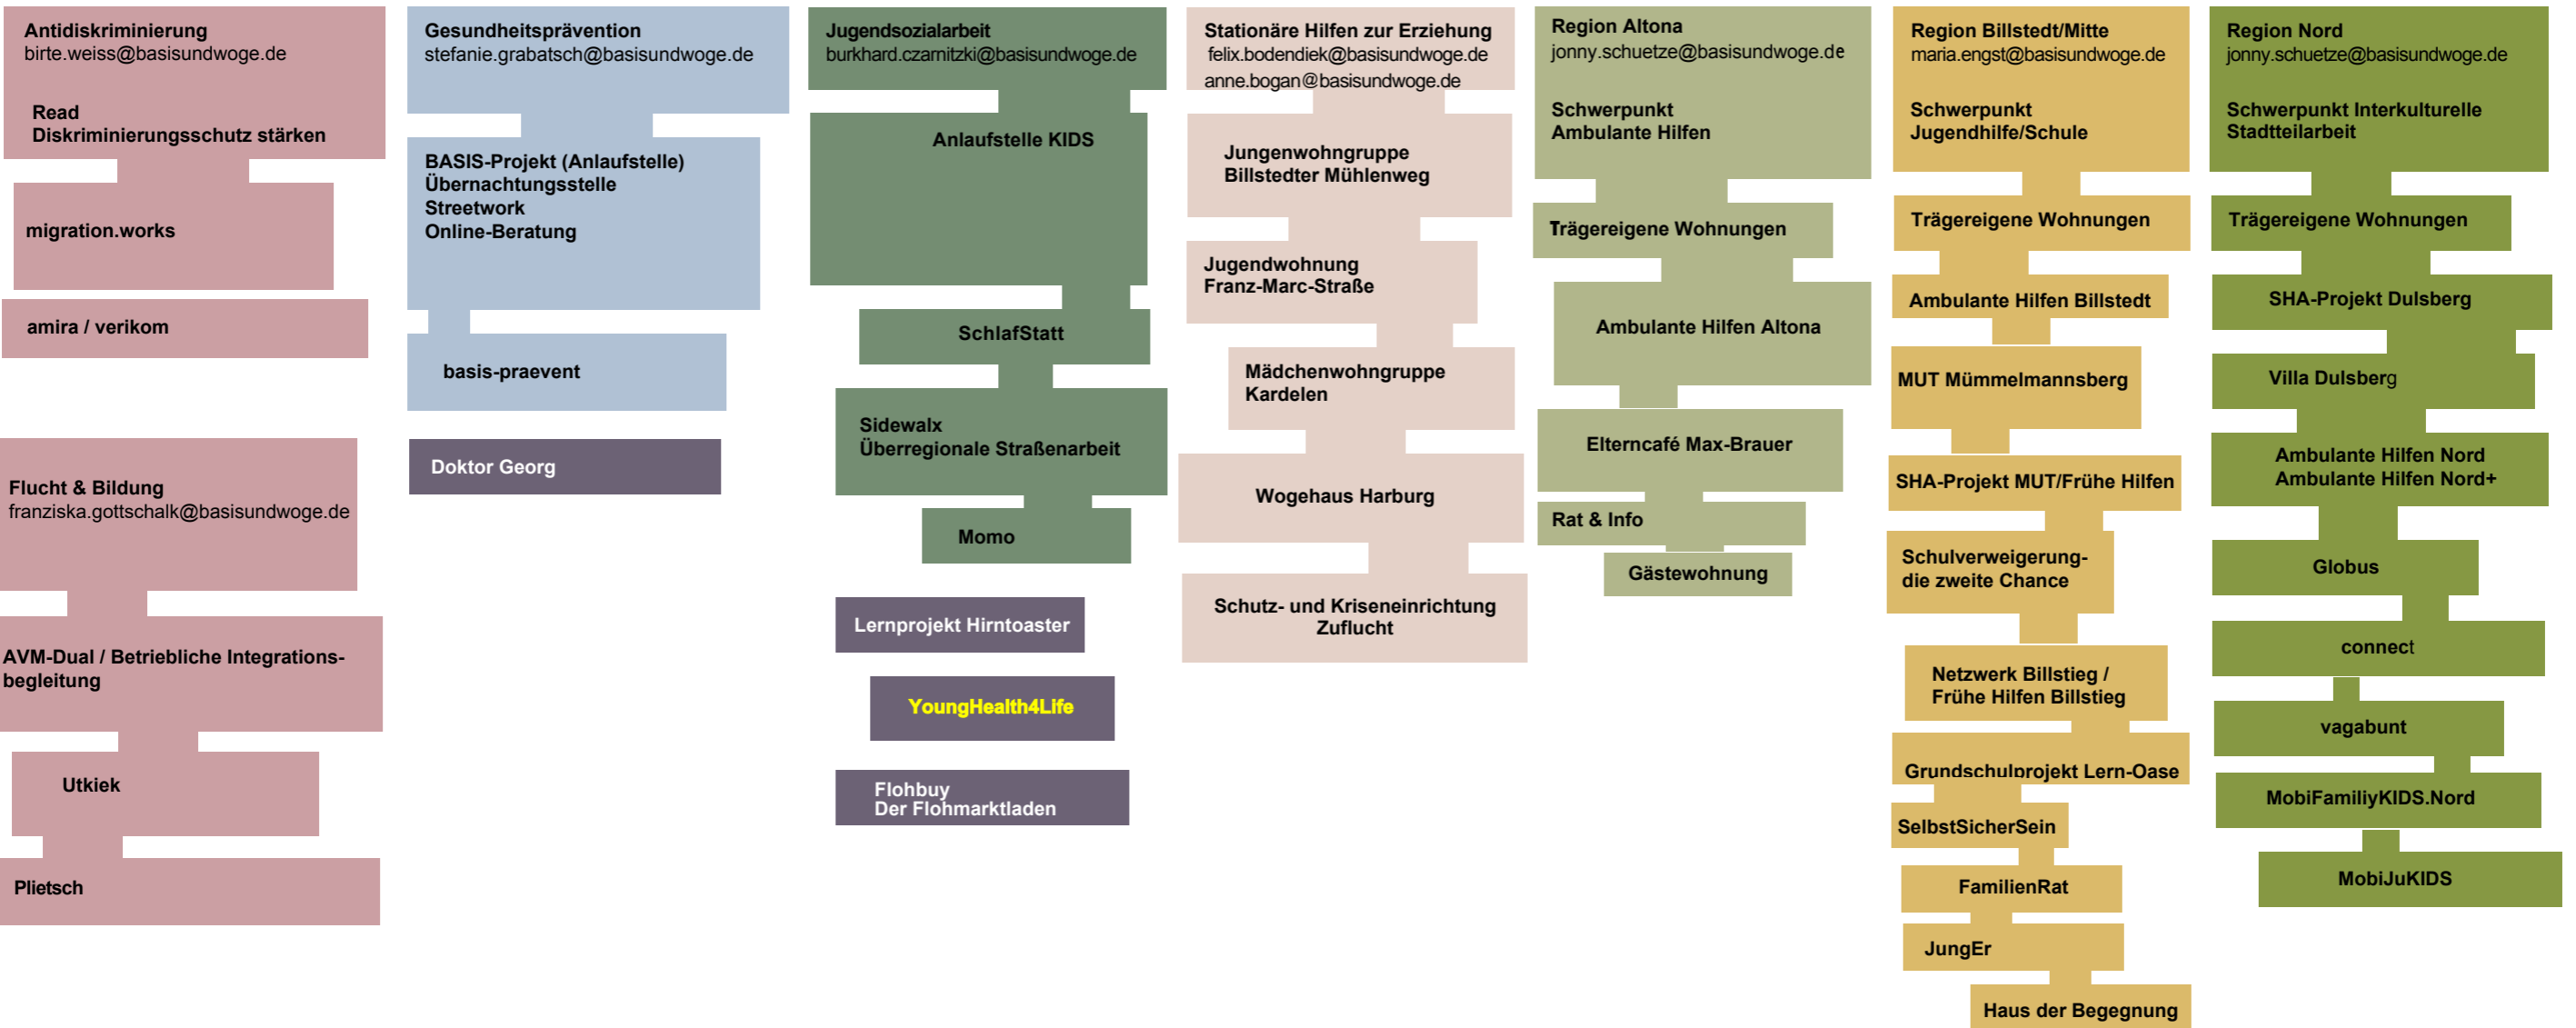 Antidiskriminierung
birte.weiss@basisundwoge.de
Read
Diskriminierungsschutz stärken
migration.works
amira / verikom
Flucht & Bildung
franziska.gottschalk@basisundwoge.de
AVM-Dual / Betriebliche Integrations-
begleitung
Utkiek
Plietsch
Gesundheitsprävention
stefanie.grabatsch@basisundwoge.de
BASIS-Projekt (Anlaufstelle)
Übernachtungsstelle
Streetwork
Online-Beratung
basis-praevent
Doktor Georg
Jugendsozialarbeit
burkhard.czarnitzki@basisundwoge.de
Anlaufstelle KIDS
SchlafStatt
Sidewalx
Überregionale Straßenarbeit
Momo
Lernprojekt Hirntoaster
YoungHealth4Life
Flohbuy
Der Flohmarktladen
Stationäre Hilfen zur Erziehung
felix.bodendiek@basisundwoge.de
anne.bogan@basisundwoge.de
Jungenwohngruppe
Billstedter Mühlenweg
Jugendwohnung
Franz-Marc-Straße
Mädchenwohngruppe
Kardelen
Wogehaus Harburg
Schutz- und Kriseneinrichtung
Zuflucht
Region Altona
jonny.schuetze@basisundwoge.de
Schwerpunkt
Ambulante Hilfen
Trägereigene Wohnungen
Ambulante Hilfen Altona
Elterncafé Max-Brauer
Rat & Info
Gästewohnung
Region Billstedt/Mitte
maria.engst@basisundwoge.de
Schwerpunkt
Jugendhilfe/Schule
Trägereigene Wohnungen
Ambulante Hilfen Billstedt
MUT Mümmelmannsberg
SHA-Projekt MUT/Frühe Hilfen
Schulverweigerung-
die zweite Chance
Netzwerk Billstieg /
Frühe Hilfen Billstieg
Grundschulprojekt Lern-Oase
SelbstSicherSein
FamilienRat
JungEr
Haus der Begegnung
Region Nord
jonny.schuetze@basisundwoge.de
Schwerpunkt Interkulturelle
Stadtteilarbeit
Trägereigene Wohnungen
SHA-Projekt Dulsberg
Villa Dulsberg
Ambulante Hilfen Nord
Ambulante Hilfen Nord+
Globus
connect
vagabunt
MobiFamiliyKIDS.Nord
MobiJuKIDS